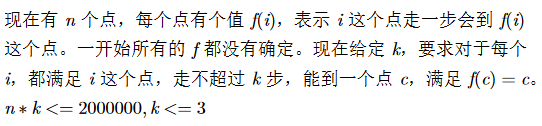 现在有 n 个点，每个点有个值 f(i)，表示 i 这个点走一步会到 f(i)
这个点。一开始所有的 f 都没有确定。现在给定 k，要求对于每个
i，都满足 i 这个点，走不超过 k 步，能到一个点 c，满足 f(c) = c。
n * k <= 2000000, k <= 3